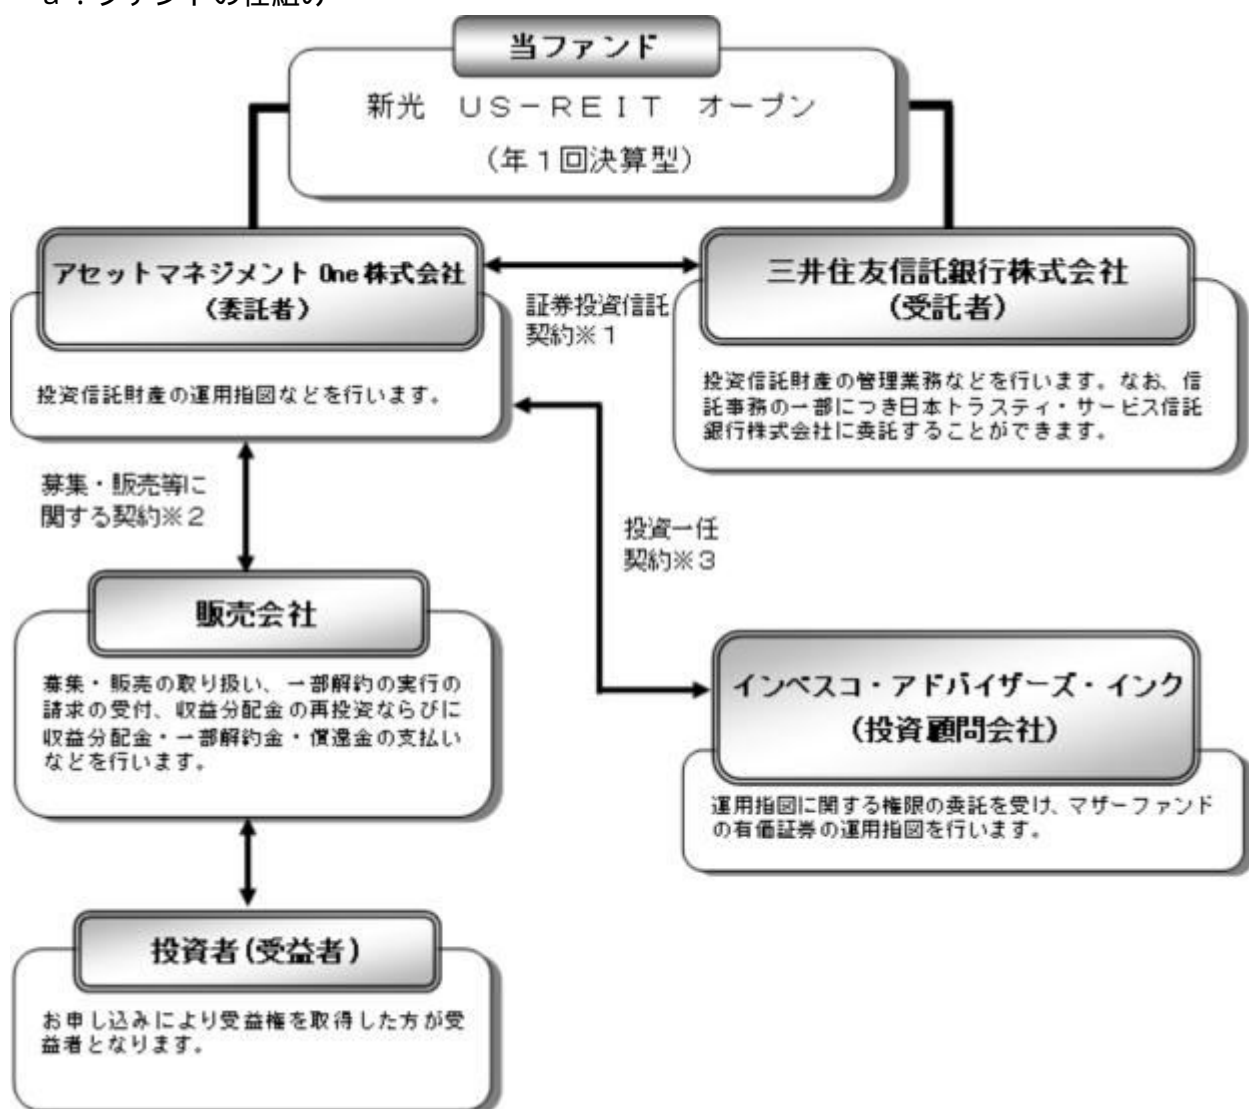 ａ．ファンドの仕組み
当ファンド
新光　ＵＳ－ＲＥＩＴ　オープン
（年１回決算型）
アセットマネジメント One 株式会社
（委託者）
投資信託財産の運用指図などを行います。
証券投資信託
契約※１
三井住友信託銀行株式会社
（受託者）
投資信託財産の管理業務などを行います。なお、信
託事務の一部につき日本トラスティ・サービス信託
銀行株式会社に委託することができます。
募集・販売等に
関する契約※２
投資一任
契約※３
販売会社
募集・販売の取り扱い、一部解約の実行の
請求の受付、収益分配金の再投資ならびに
収益分配金・一部解約金・償還金の支払い
などを行います。
インベスコ・アドバイザーズ・インク
（投資顧問会社）
運用指図に関する権限の委託を受け、マザーファンド
の有価証券の運用指図を行います。
投資者（受益者）
お申し込みにより受益権を取得した方が受
益者となります。